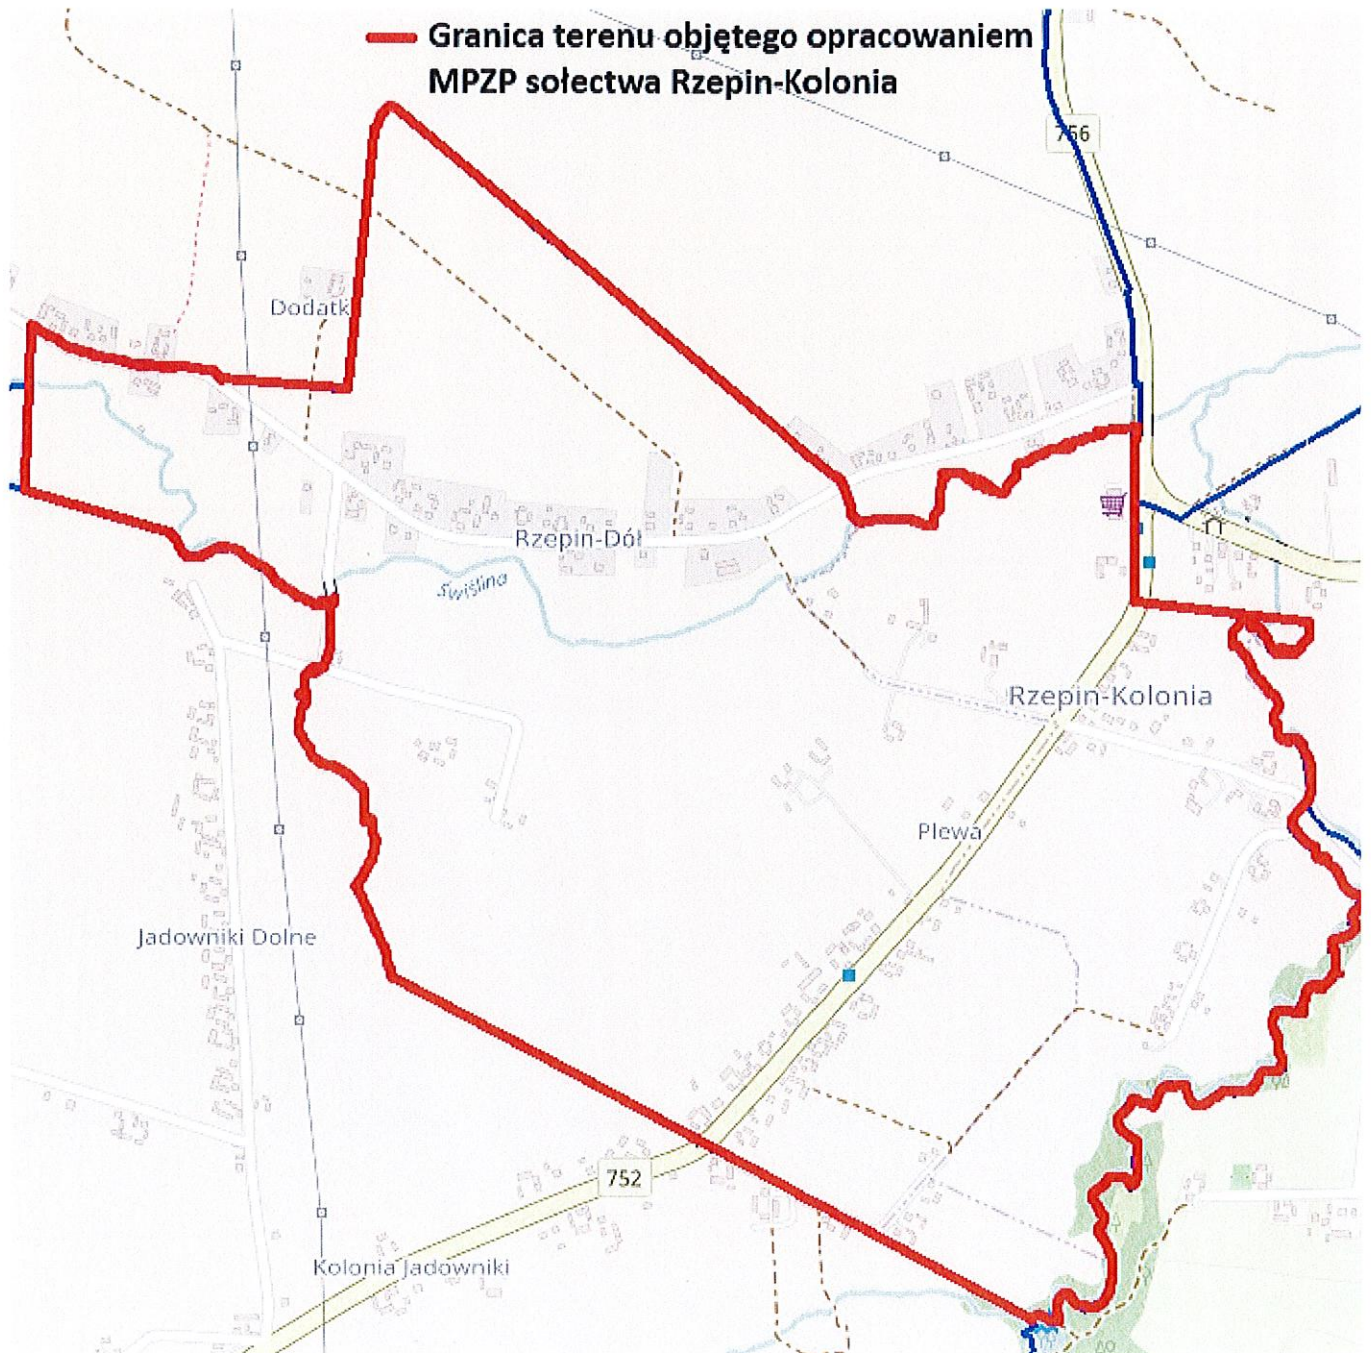 Granica terenu objętego opracowaniem
MPZP sołectwa Rzepin-Kolonia
756
Dodatk
Rzepin-Dół
Świślina
Rzepin-Kolonia
Plewa
Jadowniki Dolne
752
Kolonia Jadowniki